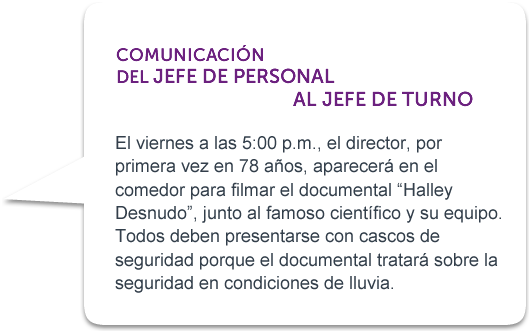 COMUNICACIÓN
DEL JEFE DE PERSONAL
AL JEFE DE TURNO
El viernes a las 5:00 p.m., el director, por
primera vez en 78 años, aparecerá en el
comedor para filmar el documental “Halley
Desnudo”, junto al famoso científico y su equipo.
Todos deben presentarse con cascos de
seguridad porque el documental tratará sobre la
seguridad en condiciones de lluvia.